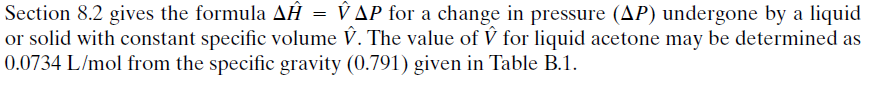 Section 8.2 gives the formula ΔĤ = V̂ ΔP for a change in pressure (ΔP) undergone by a liquid
or solid with constant specific volume V̂. The value of V̂ for liquid acetone may be determined as
0.0734 L/mol from the specific gravity (0.791) given in Table B.1.